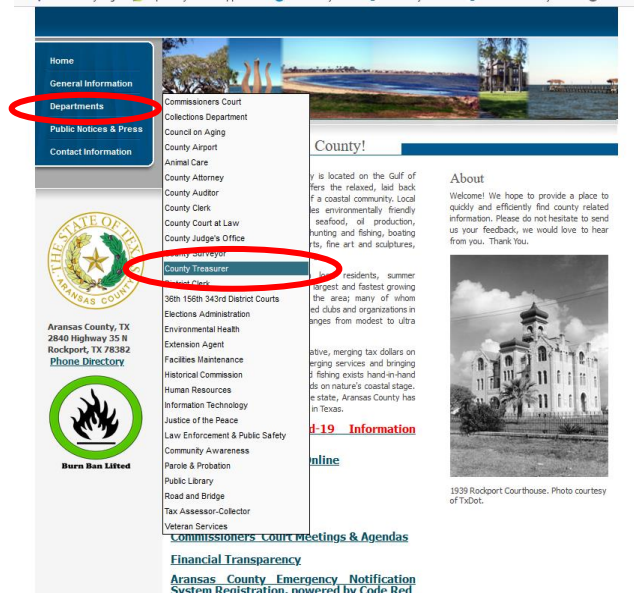 Home
General Information
Departments
Public Notices & Press
Contact Information
Commissioners Court
Collections Department
Council on Aging
County Airport
Animal Care
County Attorney
County Auditor
County Clerk
County Court at Law
County Judge's Office
County Surveyor
County Treasurer
District Clerk
36th 156th 343rd District Courts
Elections Administration
Environmental Health
Extension Agent
Facilities Maintenance
Historical Commission
Human Resources
Information Technology
Justice of the Peace
Law Enforcement & Public Safety
Community Awareness
Parole & Probation
Public Library
Road and Bridge
Tax Assessor-Collector
Veteran Services
THE STATE OF TEXAS
ARANSAS COUNTY
Aransas County, TX
2840 Highway 35 N
Rockport, TX 78382
Phone Directory
Burn Ban Lifted
County!
is located on the Gulf of
the relaxed, laid back
f a coastal community. Local
environmentally friendly
seafood, oil production,
hunting and fishing, boating
fine art and sculptures,
residents, summer
largest and fastest growing
the area; many of whom
clubs and organizations in
from modest to ultra
merging tax dollars on
services and bringing
fishing exists hand-in-hand
on nature's coastal stage.
e state, Aransas County has
in Texas.
d-19 Information
Online
Commissioners' Court Meetings & Agendas
Financial Transparency
Aransas County Emergency Notification
System Registration, powered by Code Red
About
Welcome! We hope to provide a place to
quickly and efficiently find county related
information. Please do not hesitate to send
us your feedback, we would love to hear
from you. Thank You.
1939 Rockport Courthouse. Photo courtesy
of TxDot.